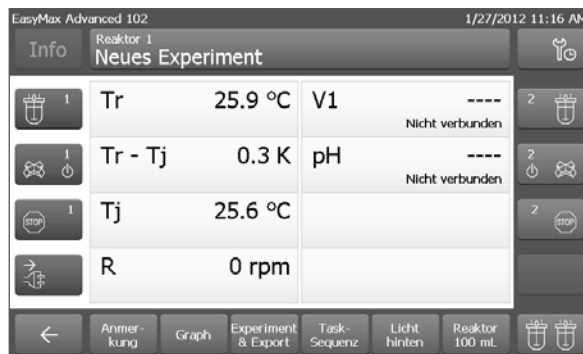 EasyMax Advanced 102 1/27/2012 11:16 AM
Info
Reaktor 1
Neues Experiment
1
Tr 25.9 °C
V1 ----
Nicht verbunden
2
1
Tr - Tj 0.3 K
pH ----
Nicht verbunden
2
STOP 1
Tj 25.6 °C
2 STOP
R 0 rpm
Anmer-
kung
Graph
Experiment
& Export
Task-
Sequenz
Licht
hinten
Reaktor
100 mL